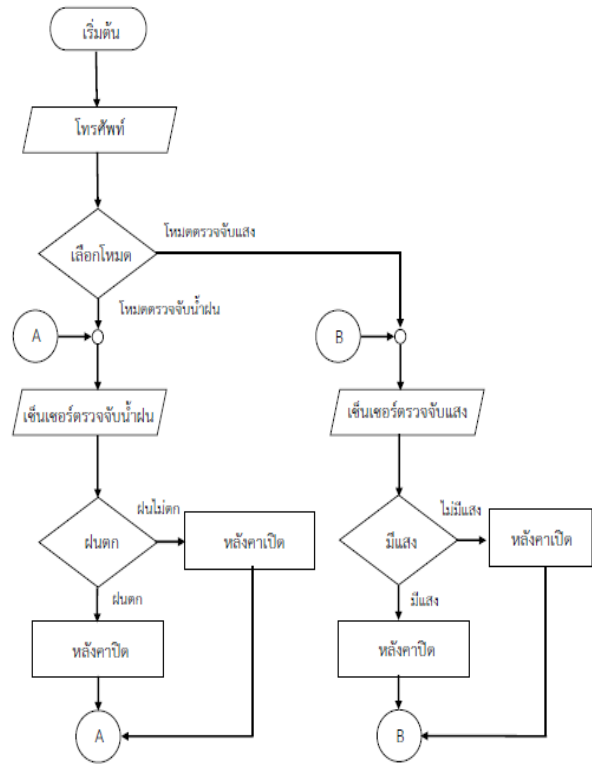 เริ่มต้น
โทรศัพท์
เลือกโหมด
โหมดตรวจจับแสง
โหมดตรวจจับน้ำฝน
A
B
เซ็นเซอร์ตรวจจับน้ำฝน
เซ็นเซอร์ตรวจจับแสง
ฝนตก
ฝนไม่ตก
หลังคาเปิด
มีแสง
ไม่มีแสง
หลังคาเปิด
ฝนตก
มีแสง
หลังคาปิด
หลังคาปิด
A
B